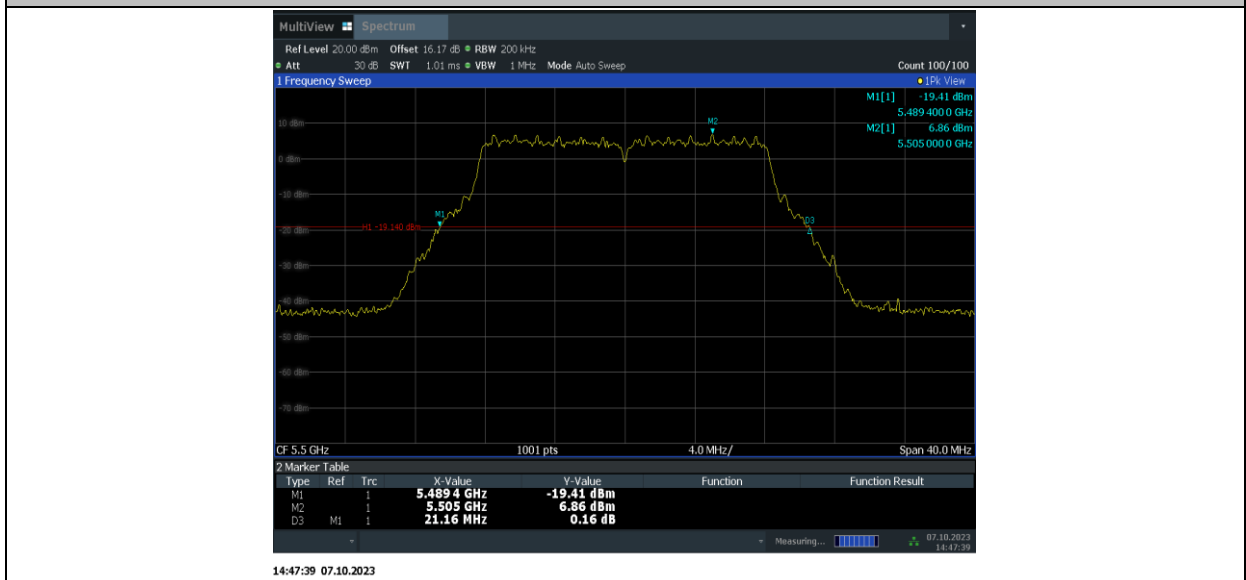 MultiView Spectrum
Ref Level 20.00 dBm Offset 16.17 dB RBW 200 kHz
Att 30 dB SWT 1.01 ms VBW 1 MHz Mode Auto Sweep Count 100/100
1 Frequency Sweep 1Pk View
M1[1] -19.41 dBm
5.489 400 0 GHz
M2[1] 6.86 dBm
5.505 000 0 GHz
M2
10 dBm
0 dBm
-10 dBm
M1
D3
-20 dBm
H1 -19.140 dBm
-30 dBm
-40 dBm
-50 dBm
-60 dBm
-70 dBm
CF 5.5 GHz 1001 pts 4.0 MHz/ Span 40.0 MHz
2 Marker Table
Type Ref Trc X-Value Y-Value Function Function Result
M1 1 5.489 4 GHz -19.41 dBm
M2 1 5.505 GHz 6.86 dBm
D3 M1 1 21.16 MHz 0.16 dB
Measuring... 07.10.2023
14:47:39
14:47:39 07.10.2023